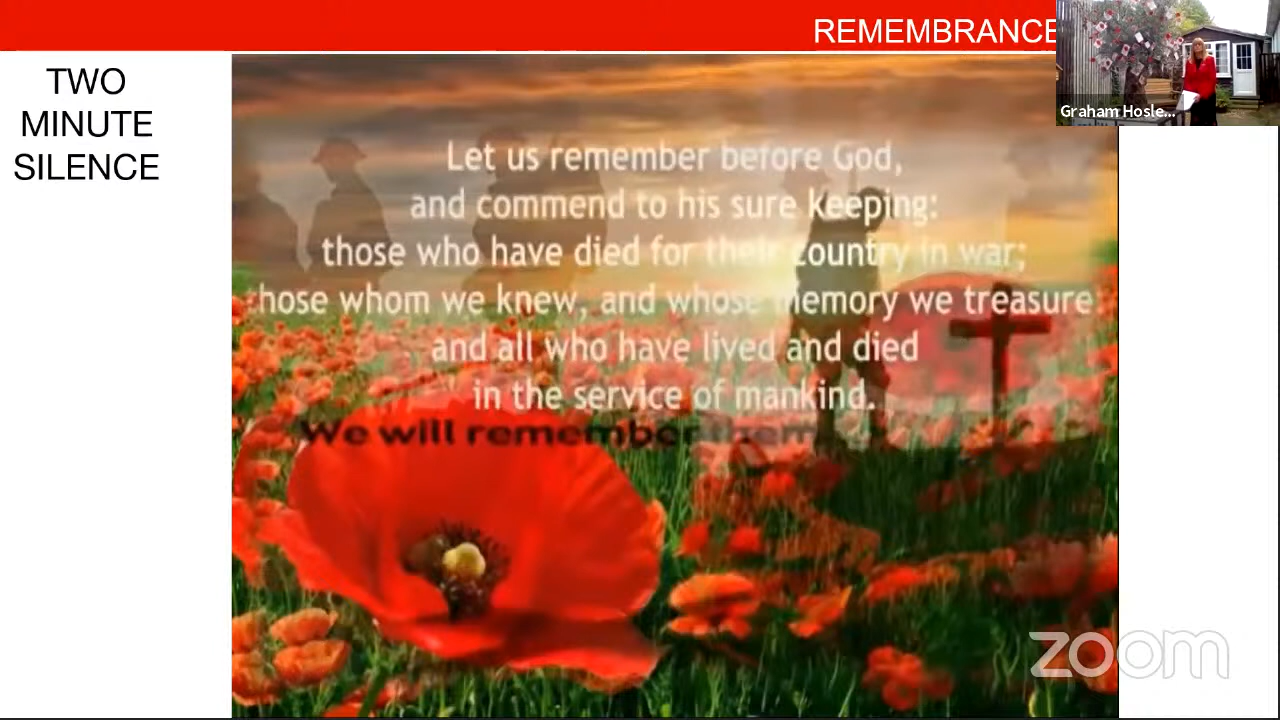 REMEMBRANCE
TWO
MINUTE
SILENCE
Graham Hosle...
Let us remember before God,
and commend to his sure keeping:
those who have died for their country in war;
those whom we knew, and whose memory we treasure
and all who have lived and died
in the service of mankind.
We will remember them
zoom